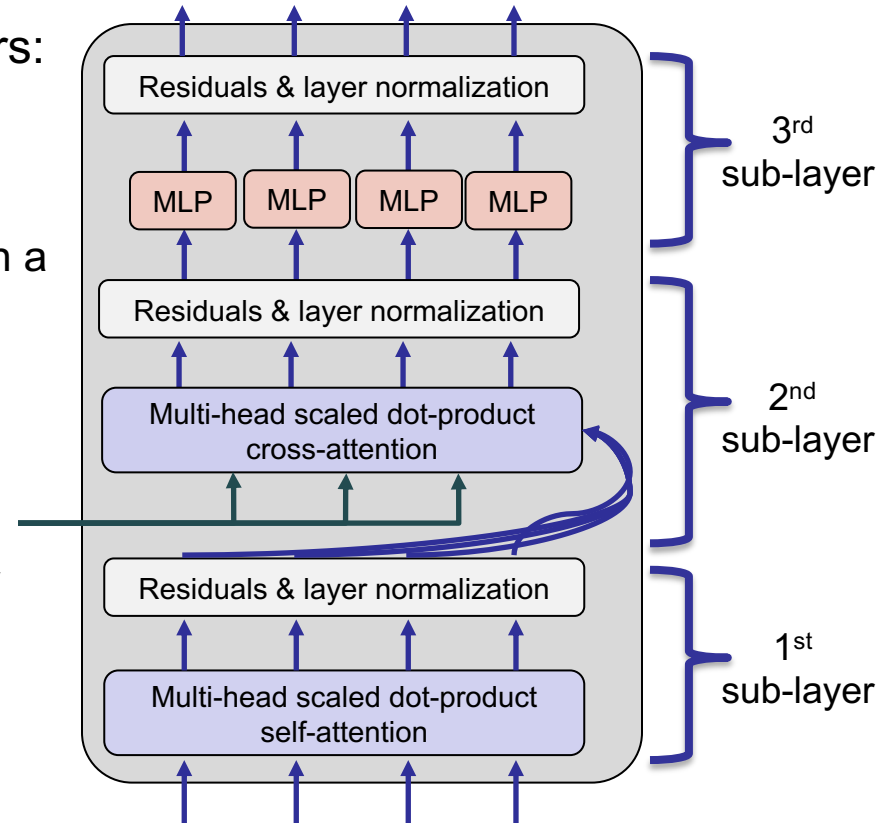 rs:
Residuals & layer normalization
3rd
sub-layer
MLP MLP MLP MLP
n a
Residuals & layer normalization
Multi-head scaled dot-product
cross-attention
2nd
sub-layer
Residuals & layer normalization
1st
sub-layer
Multi-head scaled dot-product
self-attention